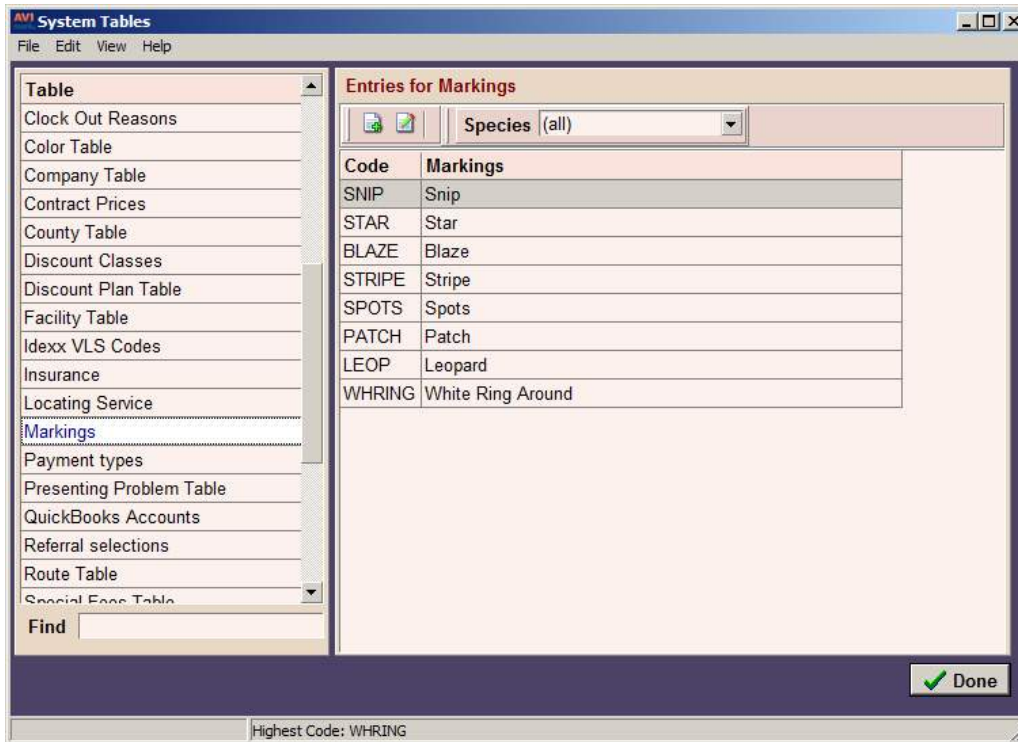 AVI System Tables
File Edit View Help
Table
Clock Out Reasons
Color Table
Company Table
Contract Prices
County Table
Discount Classes
Discount Plan Table
Facility Table
Idexx VLS Codes
Insurance
Locating Service
Markings
Payment types
Presenting Problem Table
QuickBooks Accounts
Referral selections
Route Table
Special Fees Table
Find
Entries for Markings
Species (all)
Code Markings
SNIP Snip
STAR Star
BLAZE Blaze
STRIPE Stripe
SPOTS Spots
PATCH Patch
LEOP Leopard
WHRING White Ring Around
Done
Highest Code: WHRING